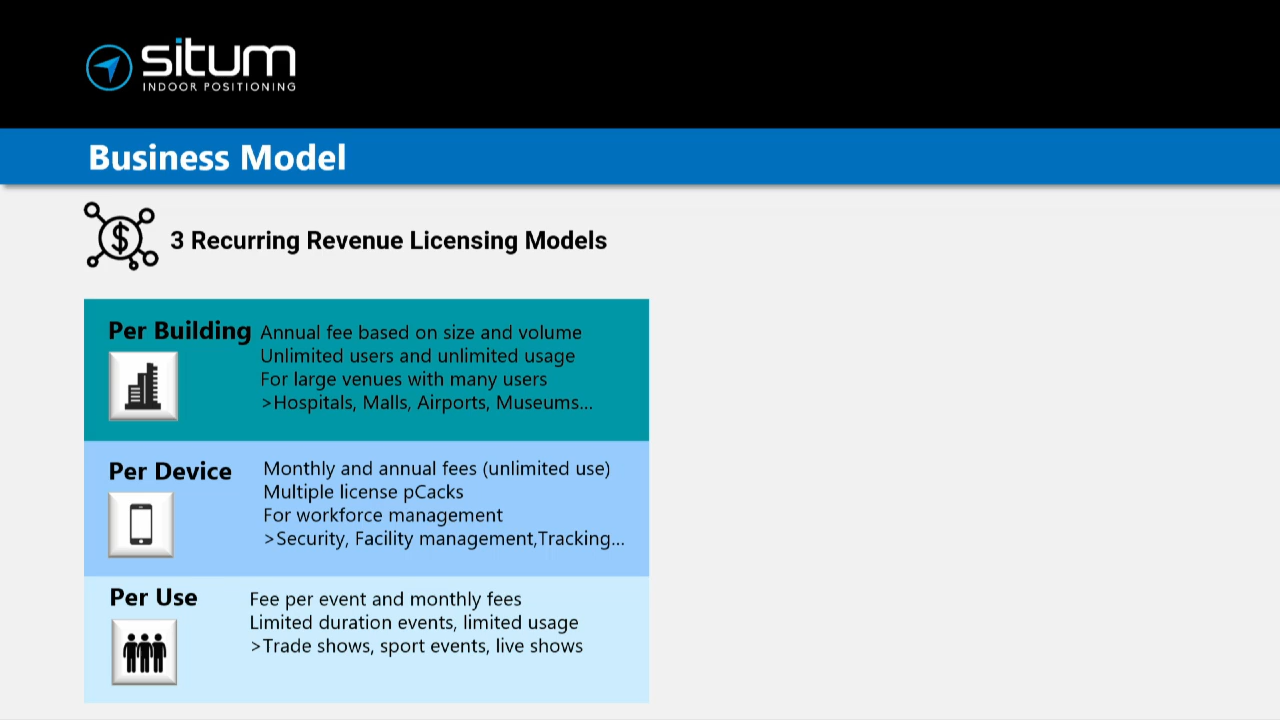 situm
INDOOR POSITIONING
Business Model
3 Recurring Revenue Licensing Models
Per Building
Annual fee based on size and volume
Unlimited users and unlimited usage
For large venues with many users
>Hospitals, Malls, Airports, Museums...
Per Device
Monthly and annual fees (unlimited use)
Multiple license pCacks
For workforce management
>Security, Facility management,Tracking...
Per Use
Fee per event and monthly fees
Limited duration events, limited usage
>Trade shows, sport events, live shows